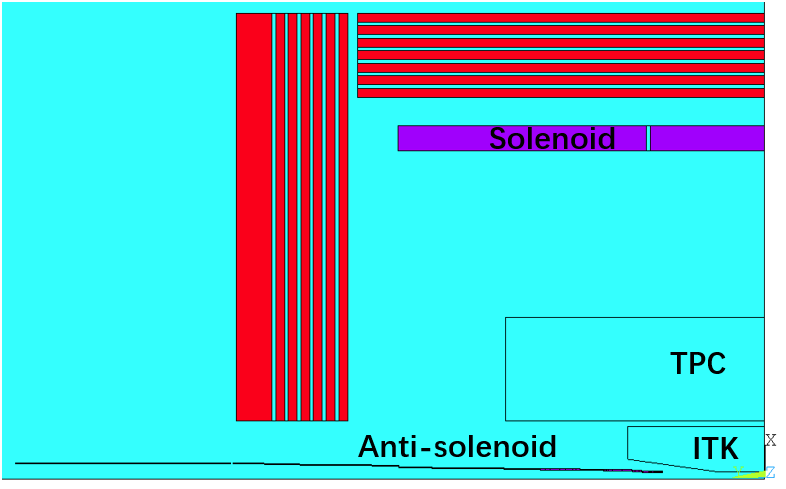 Solenoid
TPC
Anti-solenoid
ITK
X
Z